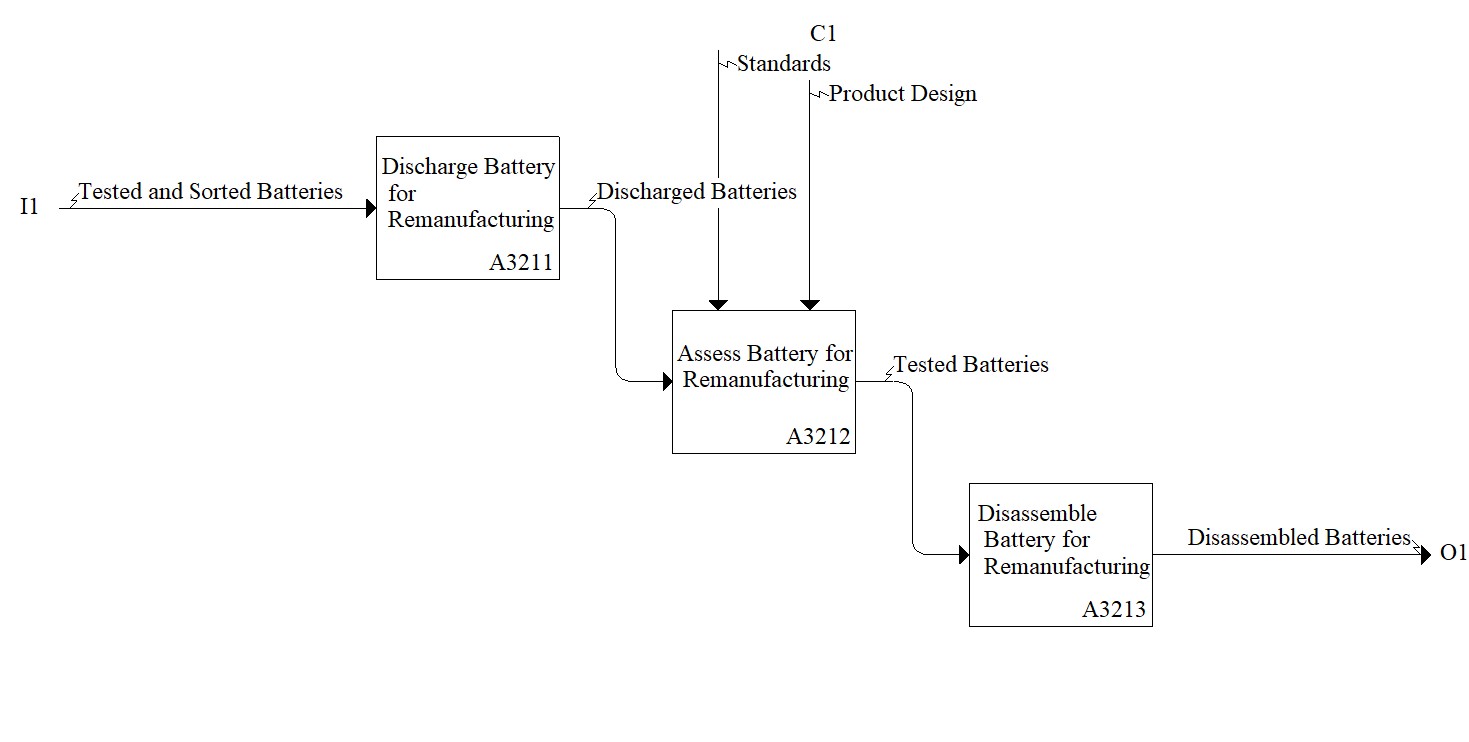 C1
Standards
Product Design
Discharge Battery
for
Remanufacturing
A3211
I1
Tested and Sorted Batteries
Discharged Batteries
Assess Battery for
Remanufacturing
A3212
Tested Batteries
Disassemble
Battery for
Remanufacturing
A3213
Disassembled Batteries
O1